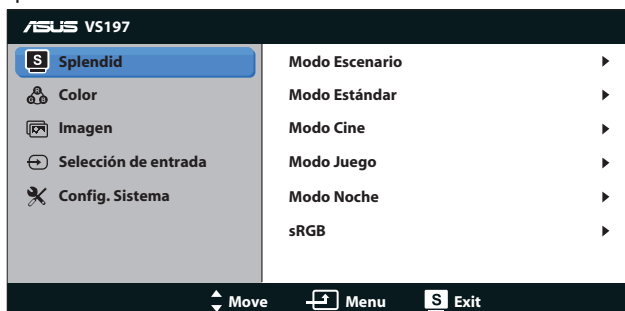 ASUS VS197
S Splendid
Color
Imagen
Selección de entrada
Config. Sistema
Modo Escenario
Modo Estándar
Modo Cine
Modo Juego
Modo Noche
sRGB
Move Menu S Exit